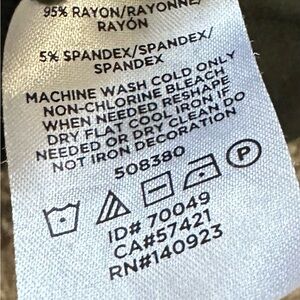 95% RAYON/RAYONNE/
RAYÓN
5% SPANDEX/SPANDEX/
SPANDEX
MACHINE WASH COLD ONLY
NON-CHLORINE BLEACH
WHEN NEEDED RESHAPE
DRY FLAT COOL IRON IF
NEEDED OR DRY CLEAN DO
NOT IRON DECORATION
508380
P
ID# 70049
CA#57421
RN#140923